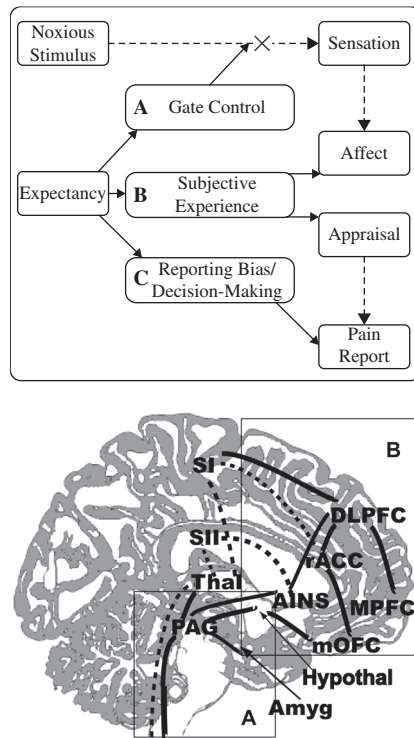 Noxious
Stimulus
Sensation
A Gate Control
Affect
Expectancy
B Subjective
Experience
Appraisal
C Reporting Bias/
Decision-Making
Pain
Report
B
SI
DLPFC
SII
rACC
Thal
AINS
MPFC
PAG
mOFC
Hypothal
Amyg
A